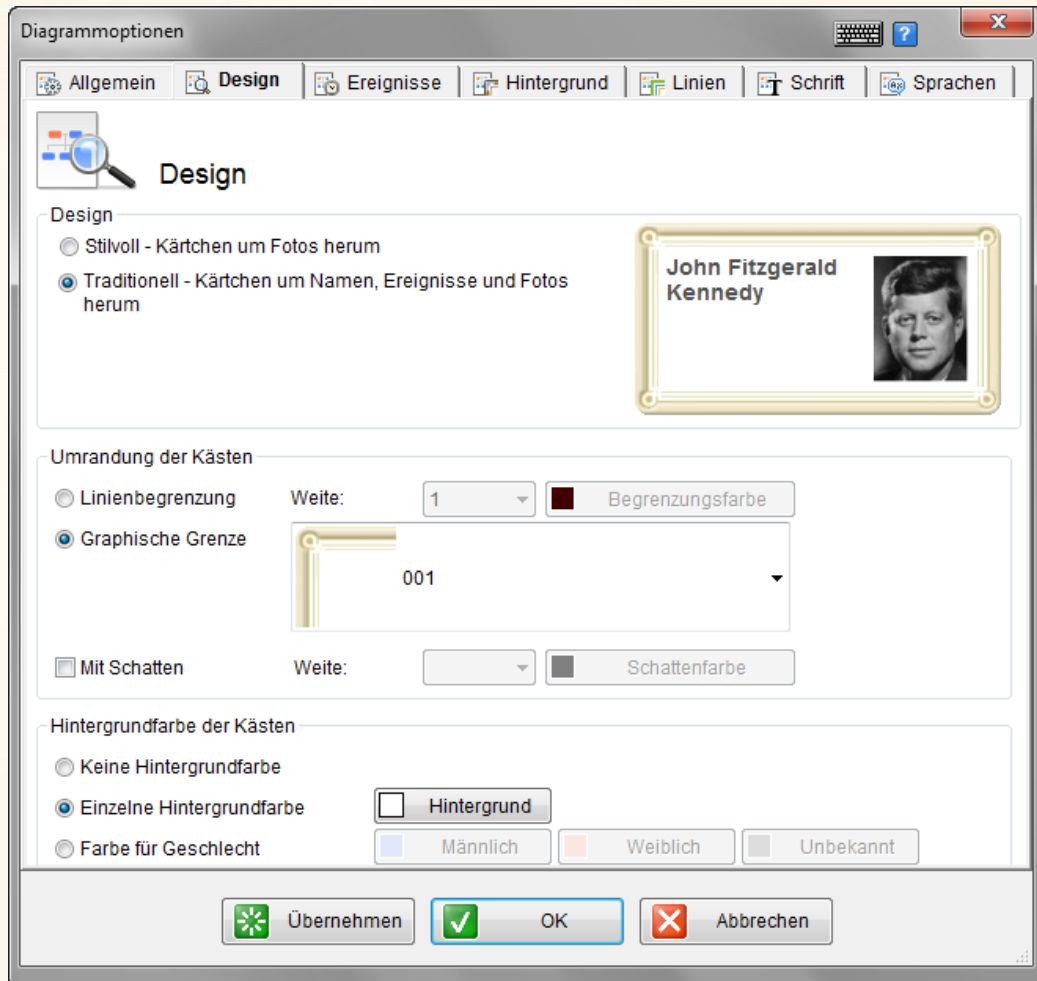 Diagrammoptionen
Allgemein Design Ereignisse Hintergrund Linien Schrift Sprachen
Design
Design
Stilvoll - Kärtchen um Fotos herum
Traditionell - Kärtchen um Namen, Ereignisse und Fotos
herum
John Fitzgerald
Kennedy
Umrandung der Kästen
Linienbegrenzung Weite: 1 Begrenzungsfarbe
Graphische Grenze
001
Mit Schatten Weite: Schattenfarbe
Hintergrundfarbe der Kästen
Keine Hintergrundfarbe
Einzelne Hintergrundfarbe Hintergrund
Farbe für Geschlecht Männlich Weiblich Unbekannt
Übernehmen OK Abbrechen